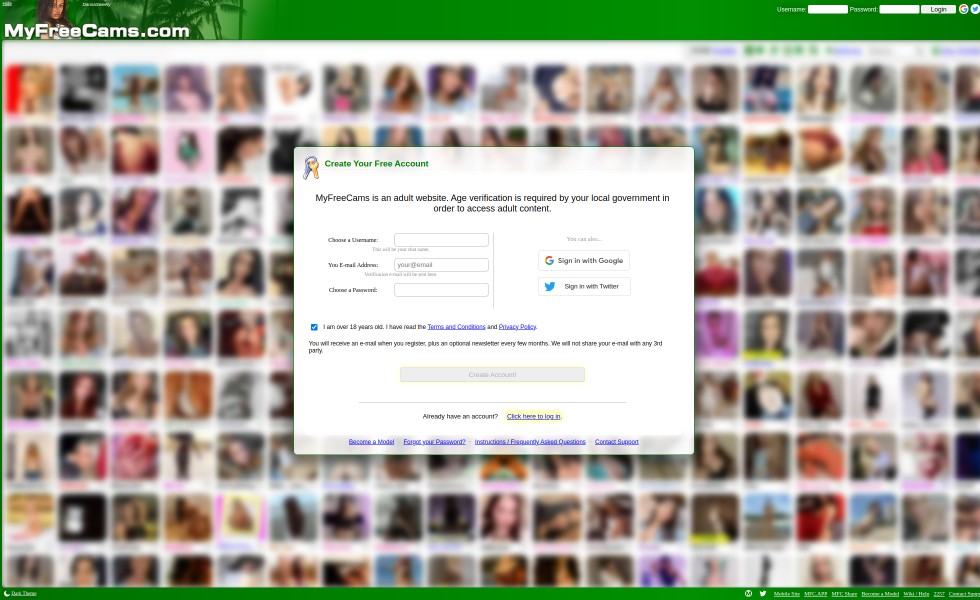 Username:
Password:
Login
MyFreeCams.com
Create Your Free Account
MyFreeCams is an adult website. Age verification is required by your local government in
order to access adult content.
Choose a Username:
This will be your chat name.
You E-mail Address:
your@email
Verification e-mail will be sent here.
Choose a Password:
You can also...
Sign in with Google
Sign in with Twitter
I am over 18 years old. I have read the Terms and Conditions and Privacy Policy.
You will receive an e-mail when you register, plus an optional newsletter every few months. We will not share your e-mail with any 3rd
party.
Create Account!
Already have an account? Click here to log in.
Become a Model - Forgot your Password? - Instructions / Frequently Asked Questions - Contact Support
Dark Theme
Mobile Site MFC.APP MFC Share Become a Model Wiki / Help 2257 Contact